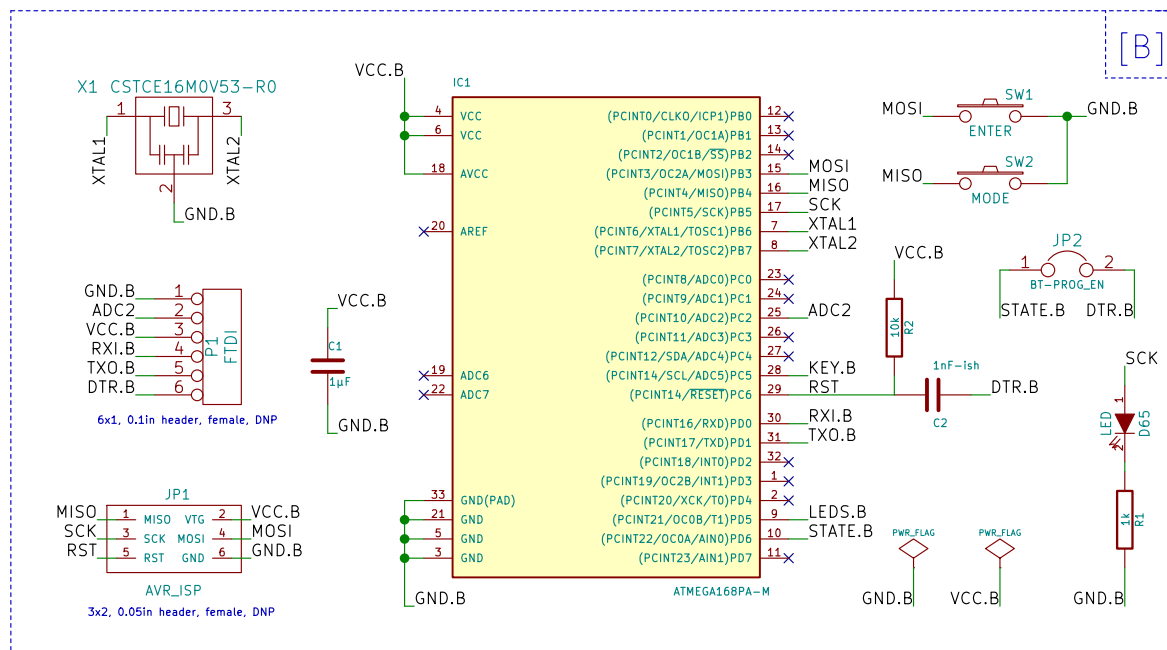 [B]
X1 CSTCE16M0V53-R0
1
3
XTAL1
XTAL2
2
GND.B
GND.B 1
ADC2 2
VCC.B 3
RXI.B 4
TXO.B 5
DTR.B 6
P1
FTDI
6x1, 0.1in header, female, DNP
JP1
MISO 1 MISO VTG 2 VCC.B
SCK 3 SCK MOSI 4 MOSI
RST 5 RST GND 6 GND.B
AVR_ISP
3x2, 0.05in header, female, DNP
VCC.B
C1
1µF
GND.B
VCC.B
IC1
4 VCC
6 VCC
18 AVCC
20 AREF
19 ADC6
22 ADC7
33 GND(PAD)
21 GND
5 GND
3 GND
GND.B
(PCINT0/CLKO/ICP1)PB0 12
(PCINT1/OC1A)PB1 13
(PCINT2/OC1B/SS)PB2 14
(PCINT3/OC2A/MOSI)PB3 15 MOSI
(PCINT4/MISO)PB4 16 MISO
(PCINT5/SCK)PB5 17 SCK
(PCINT6/XTAL1/TOSC1)PB6 7 XTAL1
(PCINT7/XTAL2/TOSC2)PB7 8 XTAL2
(PCINT8/ADC0)PC0 23
(PCINT9/ADC1)PC1 24
(PCINT10/ADC2)PC2 25 ADC2
(PCINT11/ADC3)PC3 26
(PCINT12/SDA/ADC4)PC4 27
(PCINT14/SCL/ADC5)PC5 28 KEY.B
(PCINT14/RESET)PC6 29 RST
(PCINT16/RXD)PD0 30 RXI.B
(PCINT17/TXD)PD1 31 TXO.B
(PCINT18/INT0)PD2 32
(PCINT19/OC2B/INT1)PD3 1
(PCINT20/XCK/T0)PD4 2
(PCINT21/OC0B/T1)PD5 9 LEDS.B
(PCINT22/OC0A/AIN0)PD6 10 STATE.B
(PCINT23/AIN1)PD7 11
ATMEGA168PA-M
VCC.B
10k
R2
1nF-ish
C2
DTR.B
MOSI
SW1
ENTER
GND.B
MISO
SW2
MODE
JP2
1
2
BT-PROG_EN
STATE.B
DTR.B
SCK
1
LED
D65
2
1k
R1
GND.B
PWR_FLAG
GND.B
PWR_FLAG
VCC.B